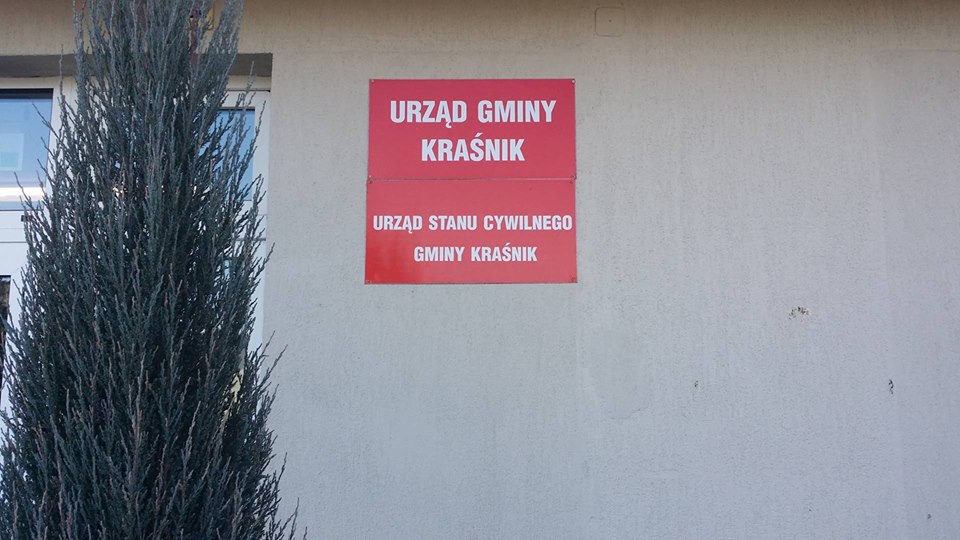 URZĄD GMINY
KRAŚNIK
URZĄD STANU CYWILNEGO
GMINY KRAŚNIK